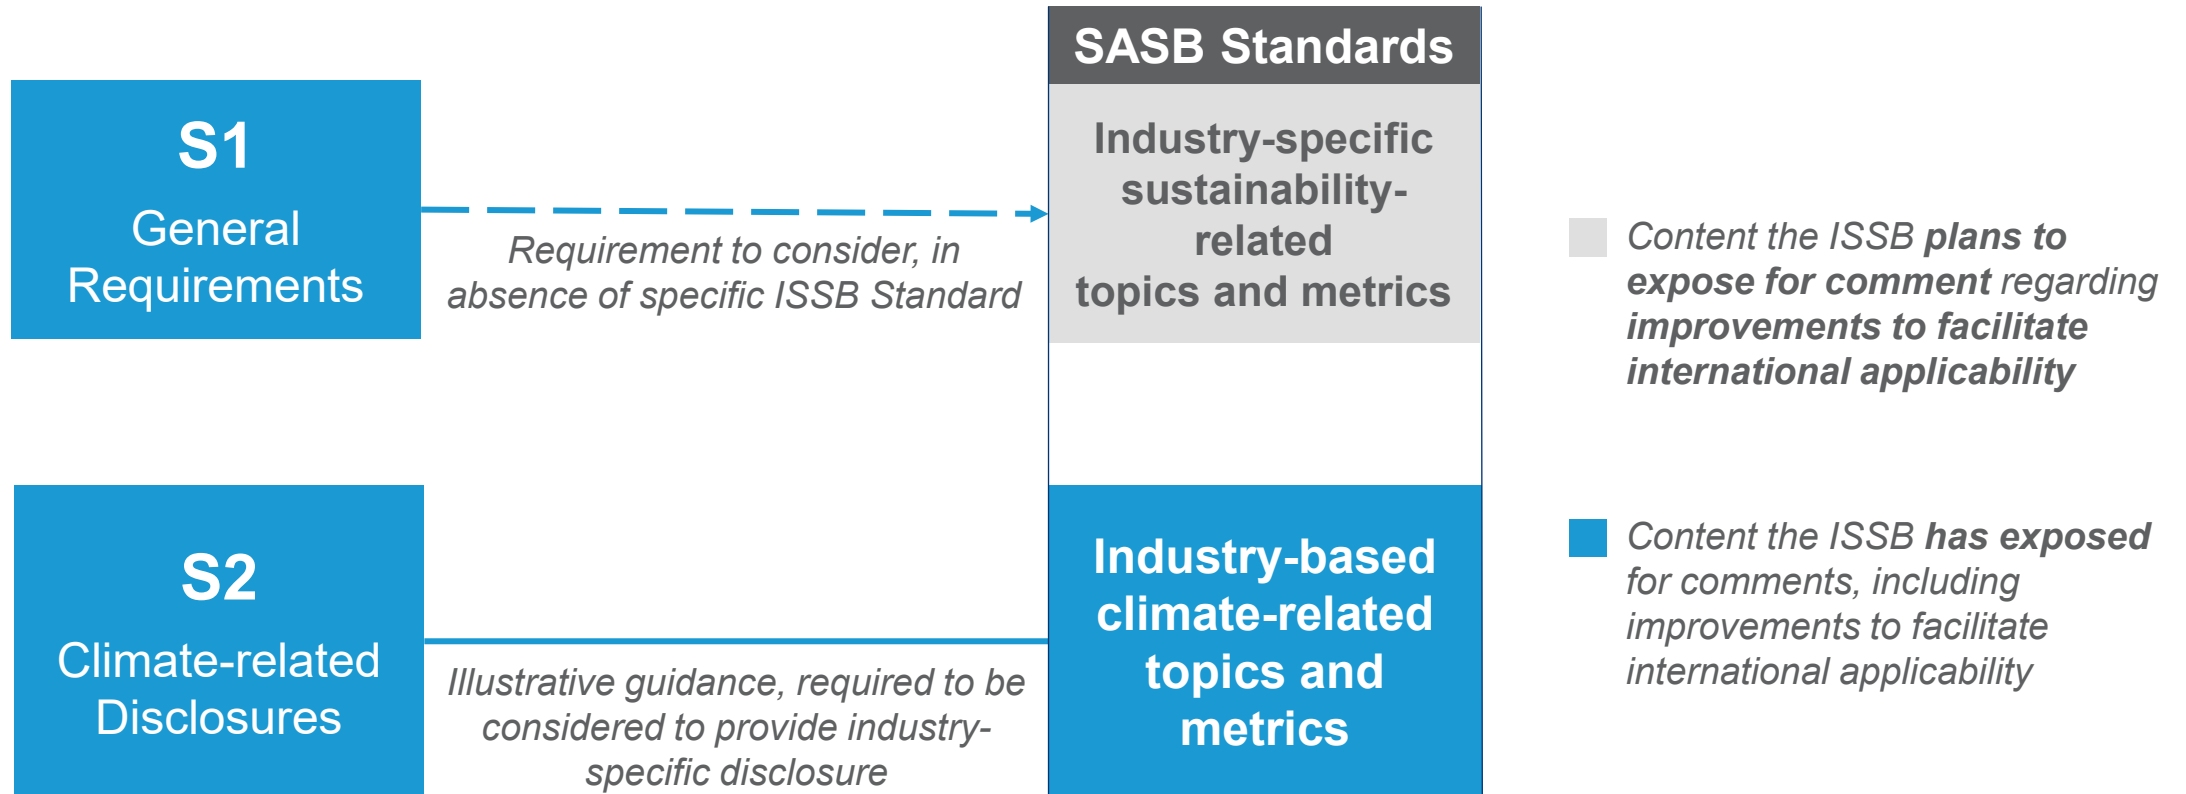 SASB Standards
S1
General
Requirements
Requirement to consider, in
absence of specific ISSB Standard
Industry-specific
sustainability-
related
topics and metrics
Content the ISSB plans to
expose for comment regarding
improvements to facilitate
international applicability
S2
Climate-related
Disclosures
Illustrative guidance, required to be
considered to provide industry-
specific disclosure
Industry-based
climate-related
topics and
metrics
Content the ISSB has exposed
for comments, including
improvements to facilitate
international applicability